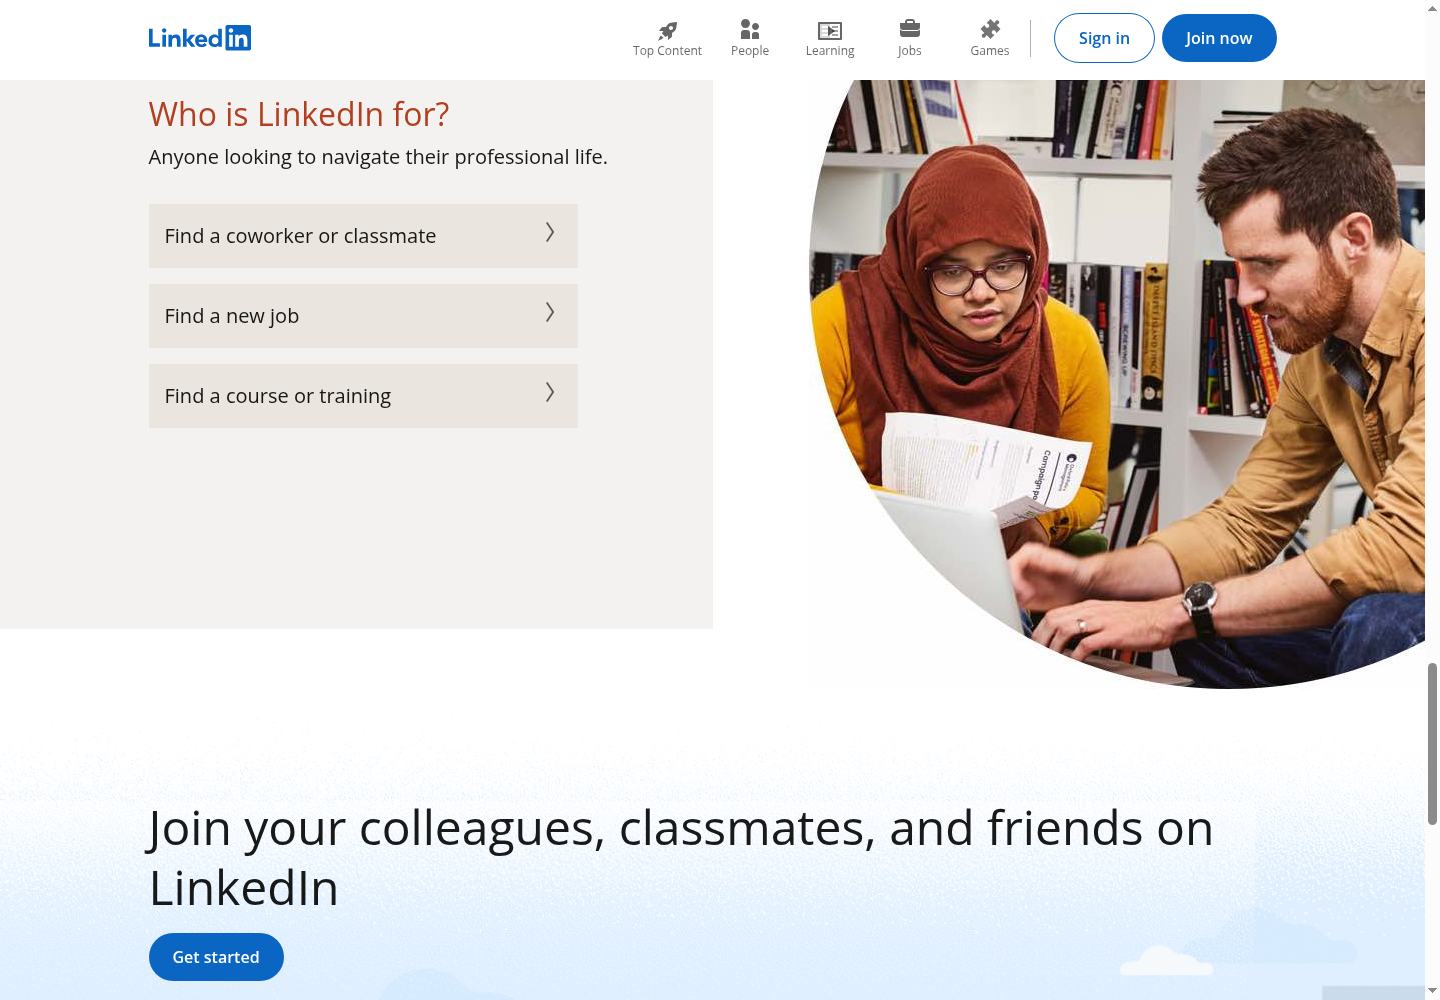 LinkedIn
Top Content
People
Learning
Jobs
Games
Sign in
Join now
Who is LinkedIn for?
Anyone looking to navigate their professional life.
Find a coworker or classmate
Find a new job
Find a course or training
Campaign
Join your colleagues, classmates, and friends on
LinkedIn
Get started